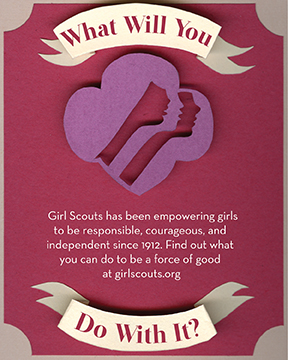 What Will You
Girl Scouts has been empowering girls
to be responsible, courageous, and
independent since 1912. Find out what
you can do to be a force of good
at girlscouts.org
Do With It?